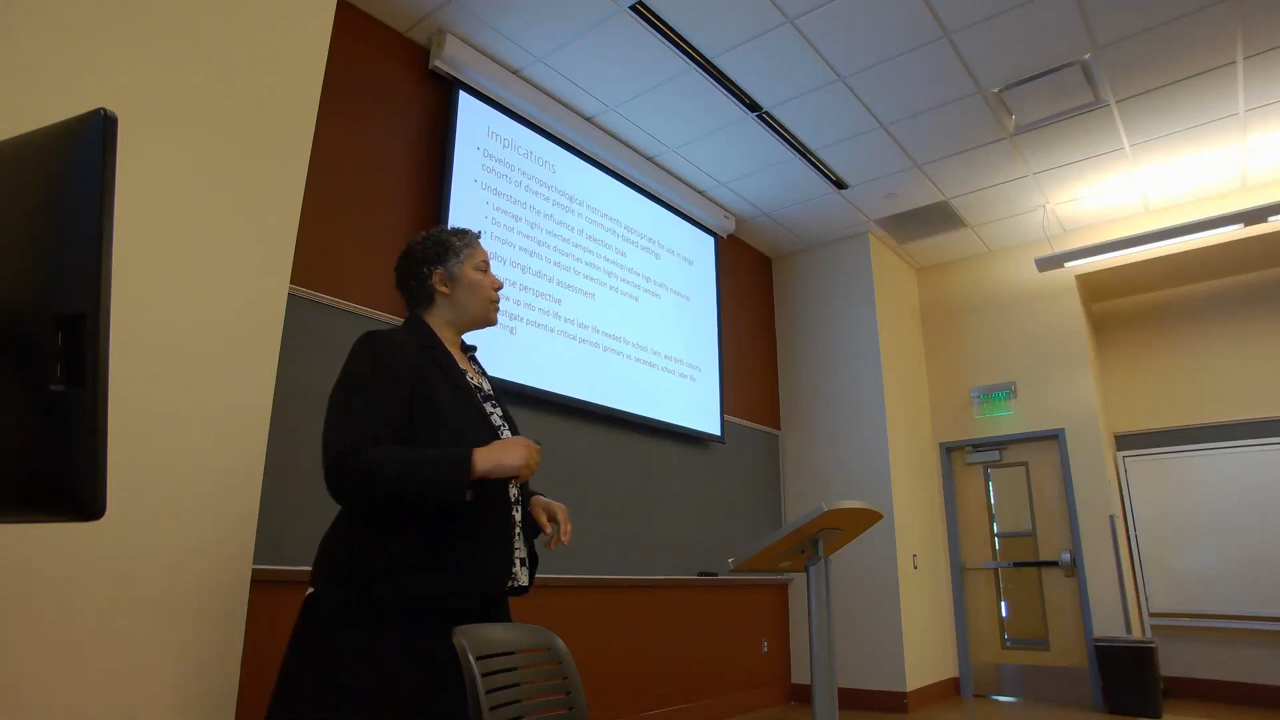 Implications
• Develop neuropsychological instruments appropriate for use in large
cohorts of diverse people in community-based settings
• Understand the influence of selection bias
• Leverage highly selected samples to develop/refine high quality measures
• Do not investigate disparities within highly selected samples
• Employ weights to adjust for selection and survival
ploy longitudinal assessment
ourse perspective
ow up into mid-life and later life needed for school, twin, and birth cohorts
stigate potential critical periods (primary vs. secondary school; later life
rning)
EXIT